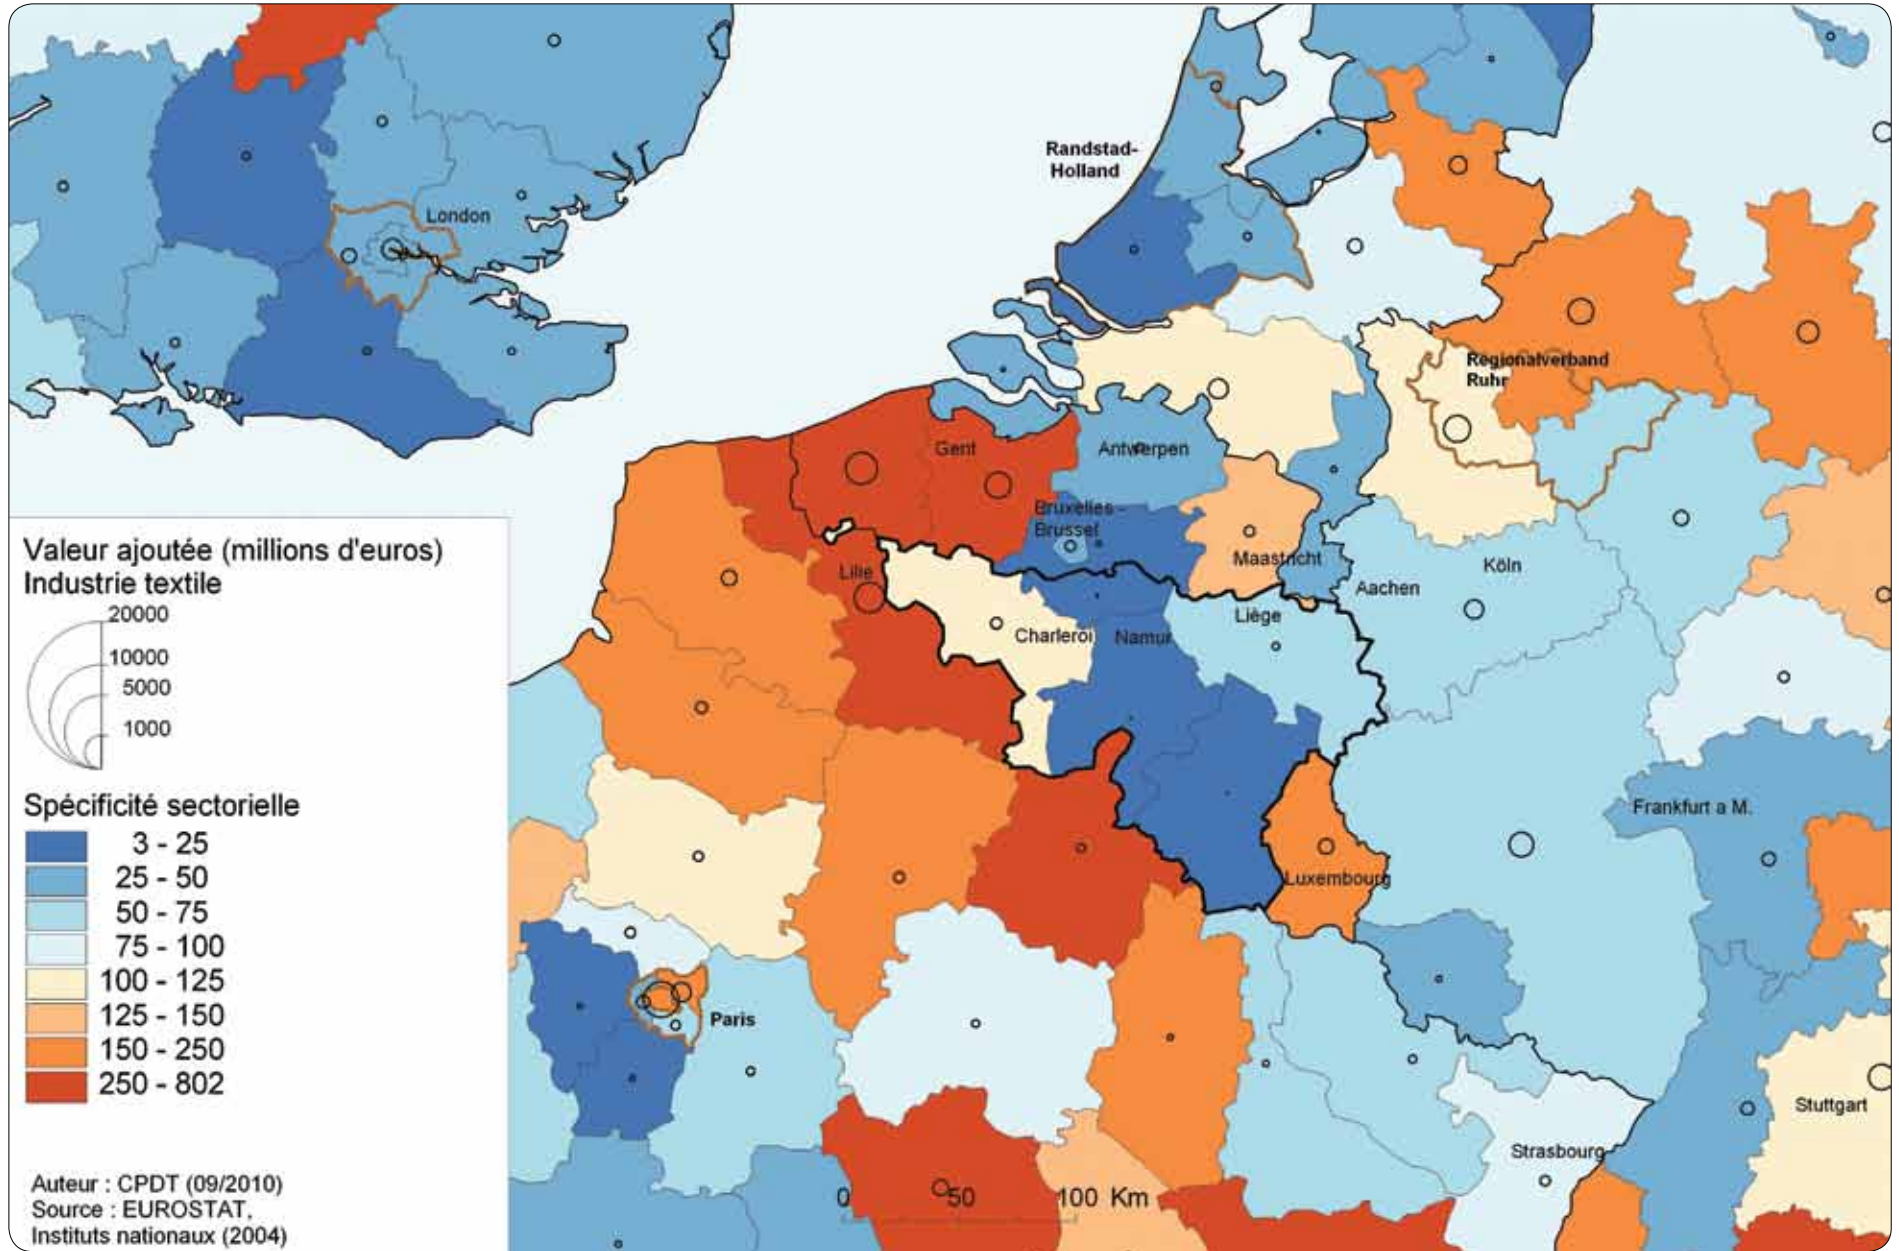 London
Randstad-
Holland
Regionalverband
Ruhr
Gent
Antwerpen
Bruxelles -
Brussel
Maastricht
Lille
Aachen
Köln
Liège
Charleroi
Namur
Frankfurt a M.
Luxembourg
Paris
Stuttgart
Strasbourg
0 50 100 Km
Valeur ajoutée (millions d'euros)
Industrie textile
20000
10000
5000
1000
Spécificité sectorielle
3 - 25
25 - 50
50 - 75
75 - 100
100 - 125
125 - 150
150 - 250
250 - 802
Auteur : CPDT (09/2010)
Source : EUROSTAT,
Instituts nationaux (2004)